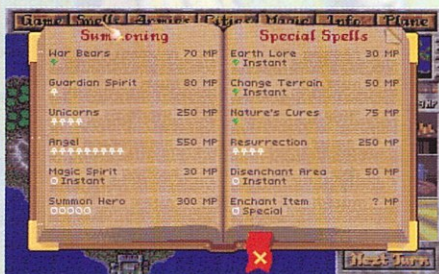 Game Spells Armies Cities Magic Info Plane
Summoning
War Bears 70 MP
Guardian Spirit 80 MP
Unicorns 250 MP
Angel 550 MP
Magic Spirit 30 MP
Instant
Summon Hero 300 MP
Special Spells
Earth Lore 30 MP
Instant
Change Terrain 50 MP
Instant
Nature's Cures 75 MP
Resurrection 250 MP
Disenchant Area 50 MP
Instant
Enchant Item ? MP
Special
Next Turn